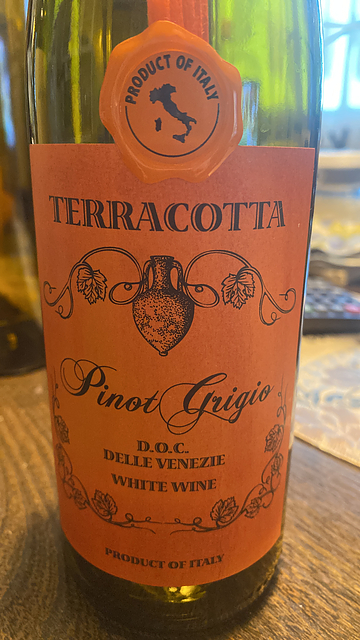 PRODUCT OF ITALY
TERRACOTTA
Pinot Grigio
D.O.C.
DELLE VENEZIE
WHITE WINE
PRODUCT OF ITALY